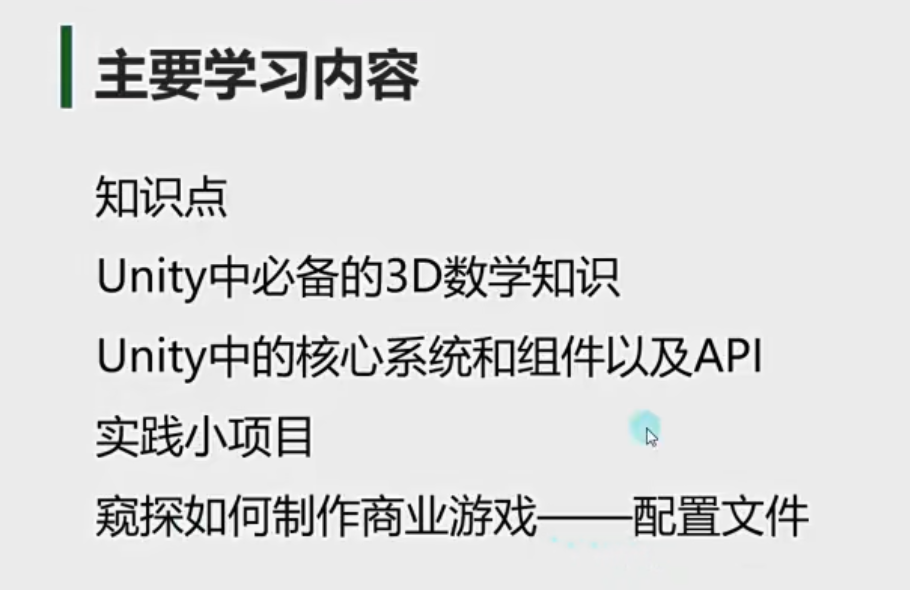 主要学习内容
知识点
Unity中必备的3D数学知识
Unity中的核心系统和组件以及API
实践小项目
窥探如何制作商业游戏——配置文件